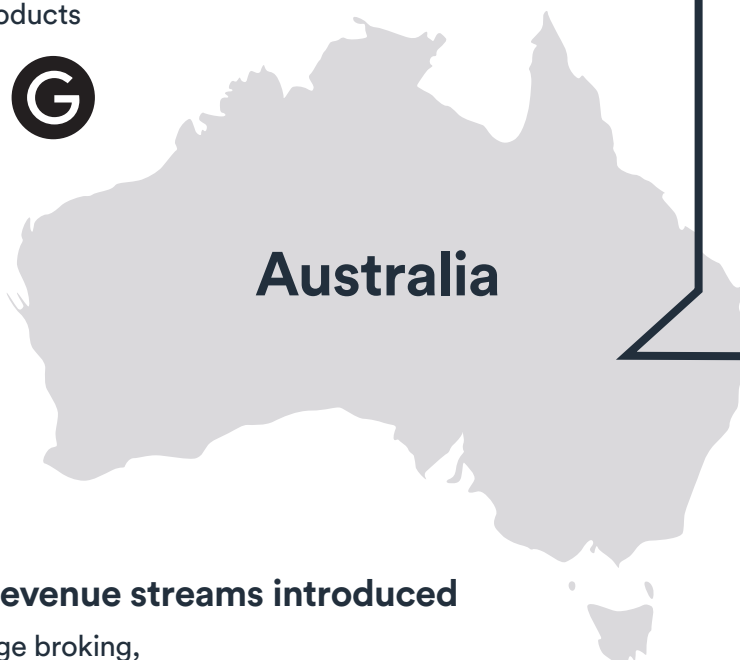 oducts
G
Australia
evenue streams introduced
ge broking,